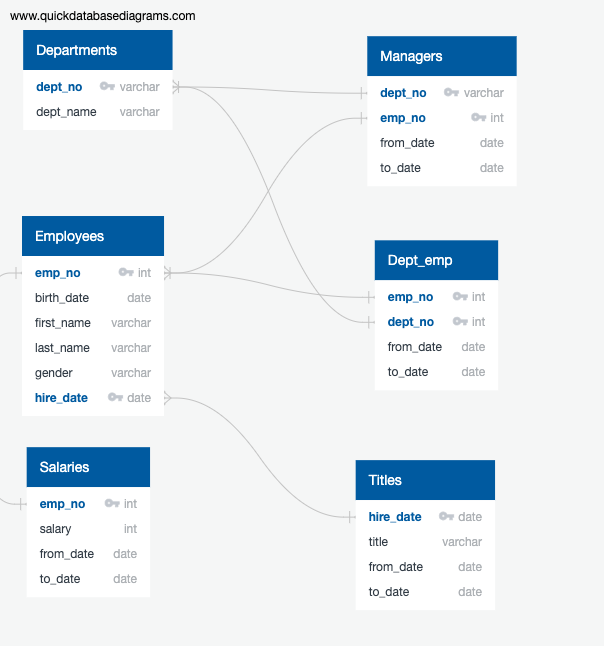 www.quickdatabasediagrams.com
Departments
dept_no varchar
dept_name varchar
Managers
dept_no varchar
emp_no int
from_date date
to_date date
Employees
emp_no int
birth_date date
first_name varchar
last_name varchar
gender varchar
hire_date date
Dept_emp
emp_no int
dept_no int
from_date date
to_date date
Salaries
emp_no int
salary int
from_date date
to_date date
Titles
hire_date date
title varchar
from_date date
to_date date